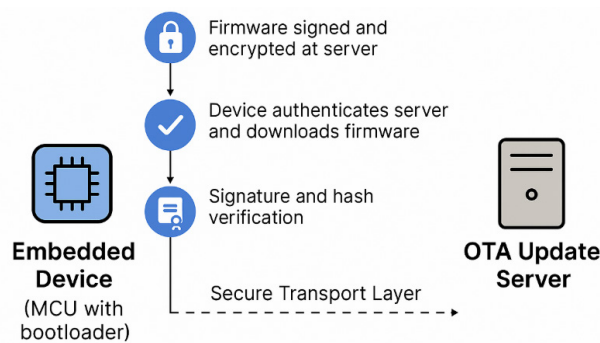 Firmware signed and
encrypted at server
Device authenticates server
and downloads firmware
Signature and hash
verification
Embedded
Device
(MCU with
bootloader)
OTA Update
Server
Secure Transport Layer